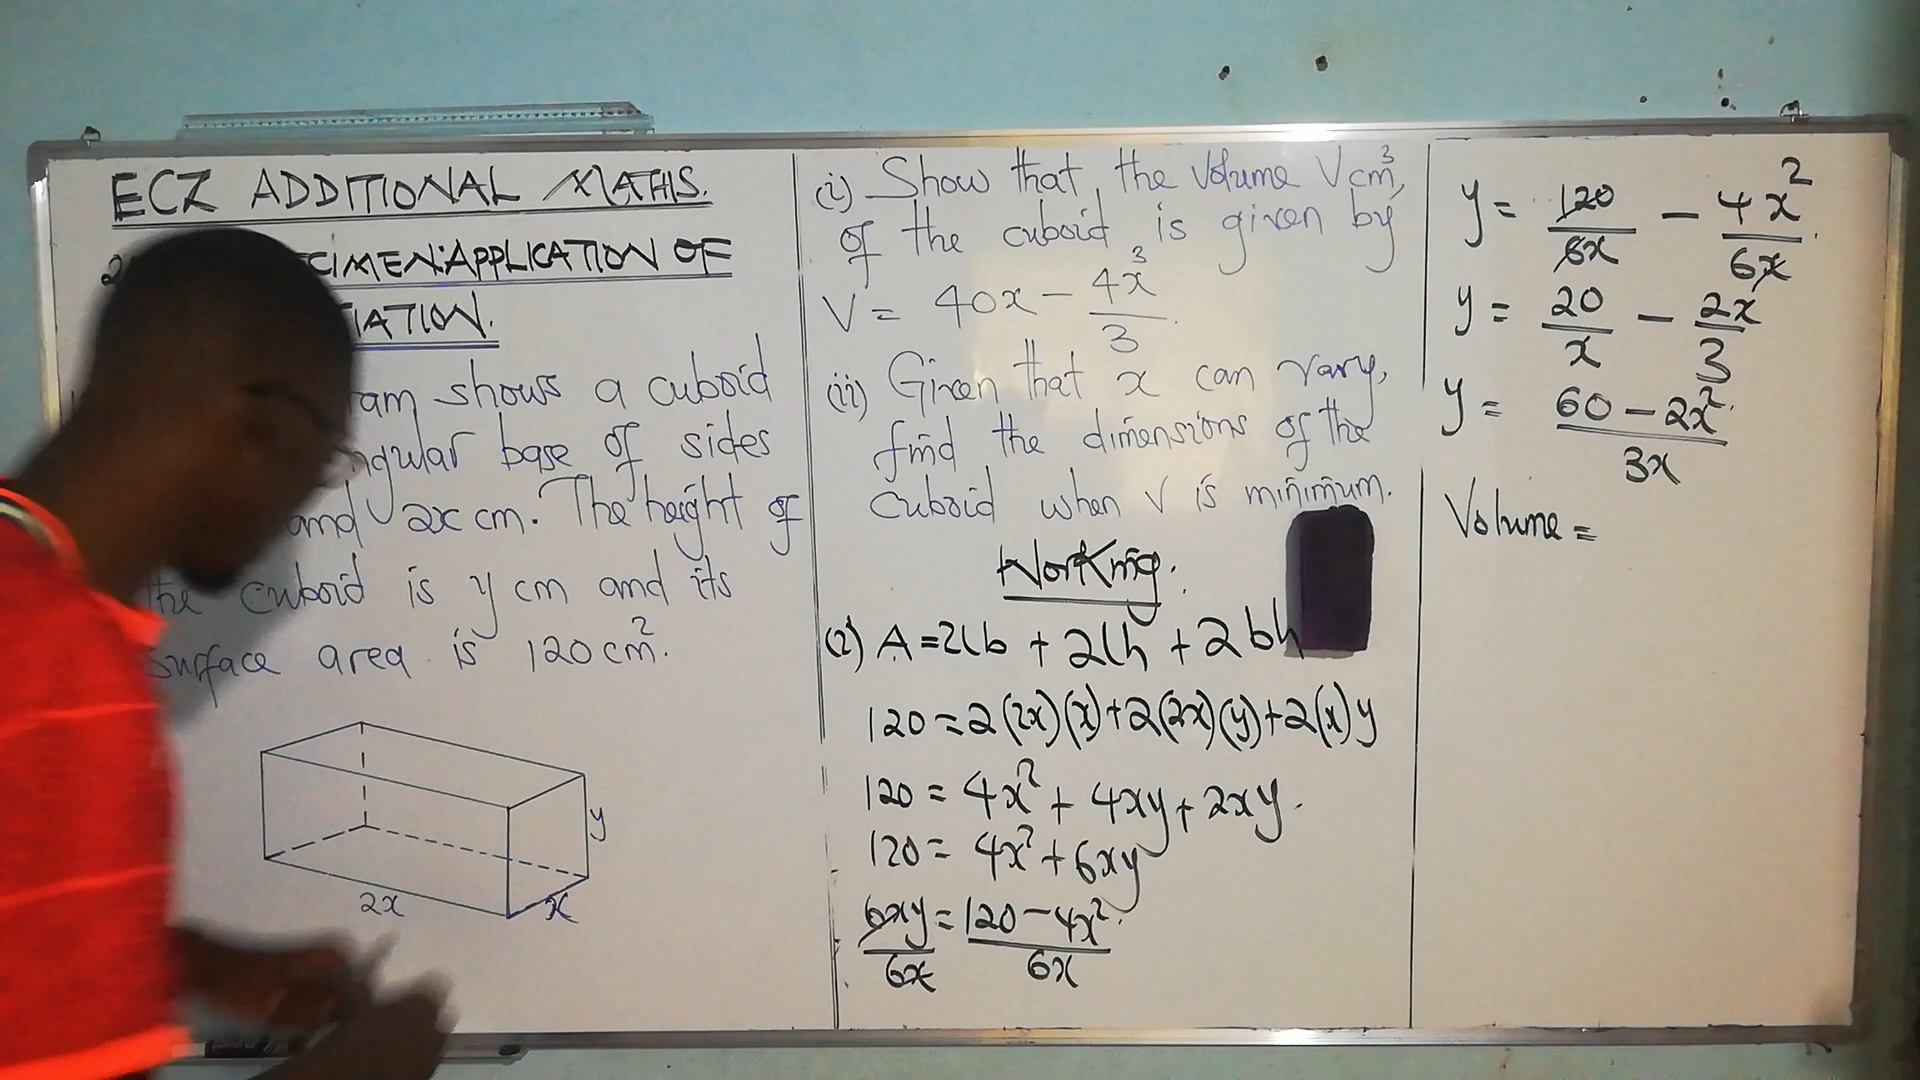 ECZ ADDITIONAL MATHS.
CIMEN: APPLICATION OF
IATION.
am shows a cuboid
ngular base of sides
and 2x cm. The height of
the cuboid is y cm and its
surface area is 120cm².
y
2x
x
(i) Show that, the volume Vcm³,
of the cuboid, is given by
V = 40x - 4x³/3.
(ii) Given that x can vary,
find the dimensions of the
cuboid when V is minimum.
Working.
(i) A=2lb + 2lh + 2bh
120 = 2(2x)(x)+2(2x)(y)+2(x)y
120 = 4x² + 4xy + 2xy.
120 = 4x² + 6xy
6xy/6x = 120-4x²/6x
y = 120/6x - 4x²/6x.
y = 20/x - 2x/3
y = 60-2x²/3x
Volume =